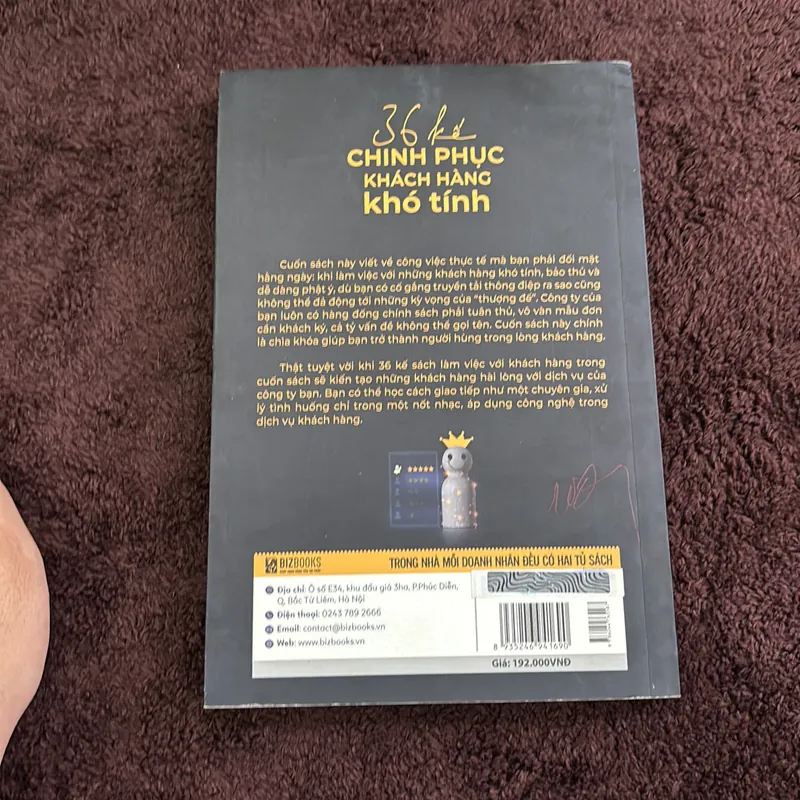 36 kế
CHINH PHỤC
KHÁCH HÀNG
khó tính
Cuốn sách này viết về công việc thực tế mà bạn phải đối mặt
hằng ngày: khi làm việc với những khách hàng khó tính, bảo thủ và
dễ dàng phật ý, dù bạn có cố gắng truyền tải thông điệp ra sao cũng
không thể đả động tới những kỳ vọng của “thượng đế”. Công ty của
bạn luôn có hàng đống chính sách phải tuân thủ, vô vàn mẫu đơn
cần khách ký, cả tỷ vấn đề không thể gọi tên. Cuốn sách này chính
là chìa khóa giúp bạn trở thành người hùng trong lòng khách hàng.
Thật tuyệt vời khi 36 kế sách làm việc với khách hàng trong
cuốn sách sẽ kiến tạo những khách hàng hài lòng với dịch vụ của
công ty bạn. Bạn có thể học cách giao tiếp như một chuyên gia, xử
lý tình huống chỉ trong một nốt nhạc, áp dụng công nghệ trong
dịch vụ khách hàng.
BIZBOOKS
TRONG NHÀ MỖI DOANH NHÂN ĐỀU CÓ HAI TỦ SÁCH
Địa chỉ: Ô số E34, khu đấu giá 3ha, P.Phúc Diễn,
Q. Bắc Từ Liêm, Hà Nội
Điện thoại: 0243 789 2666
Email: contact@bizbooks.vn
Web: www.bizbooks.vn
8 935246 941690
Giá: 192.000VNĐ